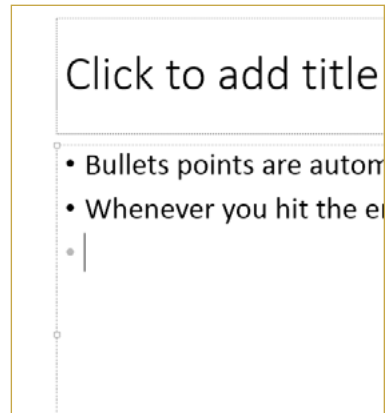 Click to add title
• Bullets points are autom
• Whenever you hit the e
•